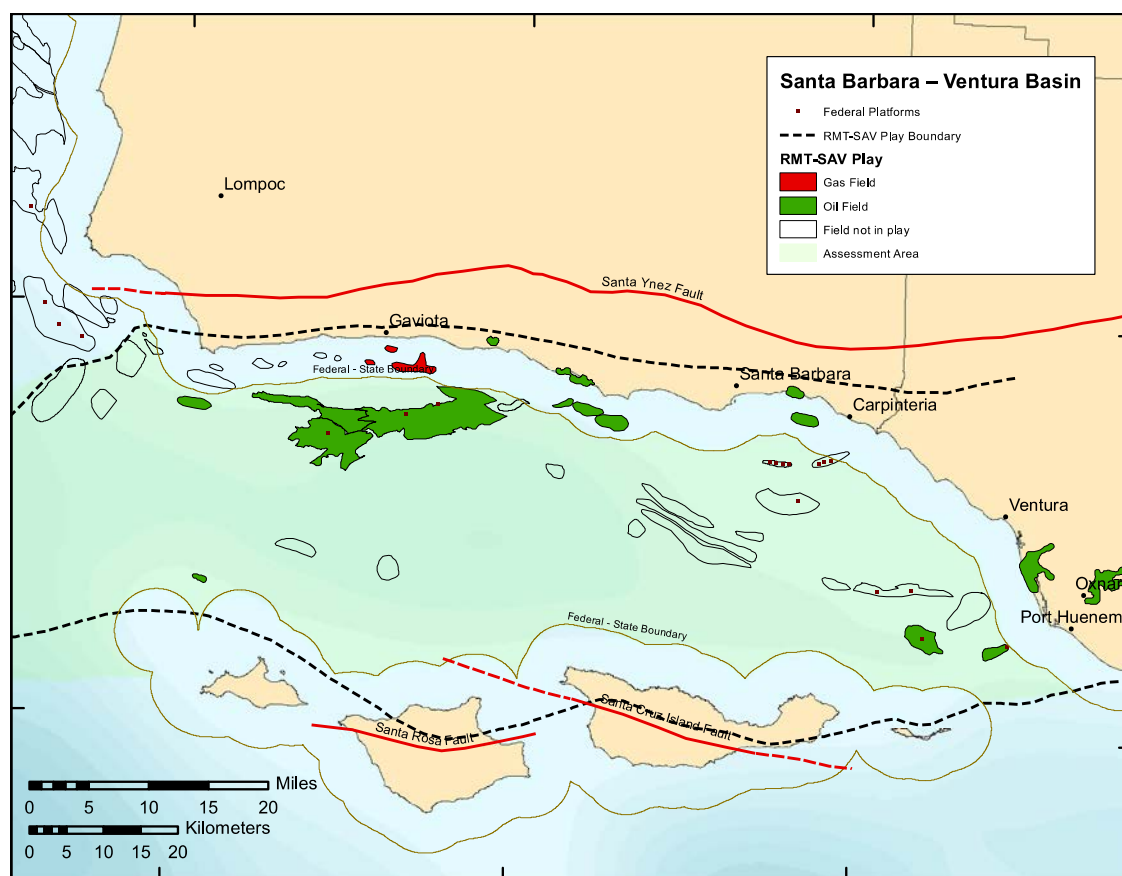 Santa Barbara – Ventura Basin
Federal Platforms
RMT-SAV Play Boundary
RMT-SAV Play
Gas Field
Oil Field
Field not in play
Assessment Area
Lompoc
Santa Ynez Fault
Gaviota
Federal - State Boundary
Santa Barbara
Carpinteria
Ventura
Oxnar
Port Huenem
Federal - State Boundary
Santa Cruz Island Fault
Santa Rosa Fault
Miles
0 5 10 15 20
Kilometers
0 5 10 15 20